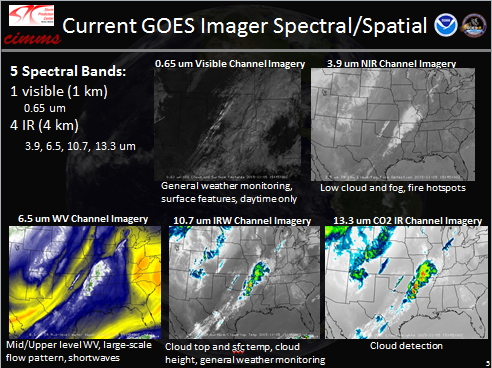 Current GOES Imager Spectral/Spatial
cimms
5 Spectral Bands:
1 visible (1 km)
0.65 um
4 IR (4 km)
3.9, 6.5, 10.7, 13.3 um
0.65 um Visible Channel Imagery
General weather monitoring,
surface features, daytime only
3.9 um NIR Channel Imagery
Low cloud and fog, fire hotspots
6.5 um WV Channel Imagery
Mid/Upper level WV, large-scale
flow pattern, shortwaves
10.7 um IRW Channel Imagery
Cloud top and sfc temp, cloud
height, general weather monitoring
13.3 um CO2 IR Channel Imagery
Cloud detection
5